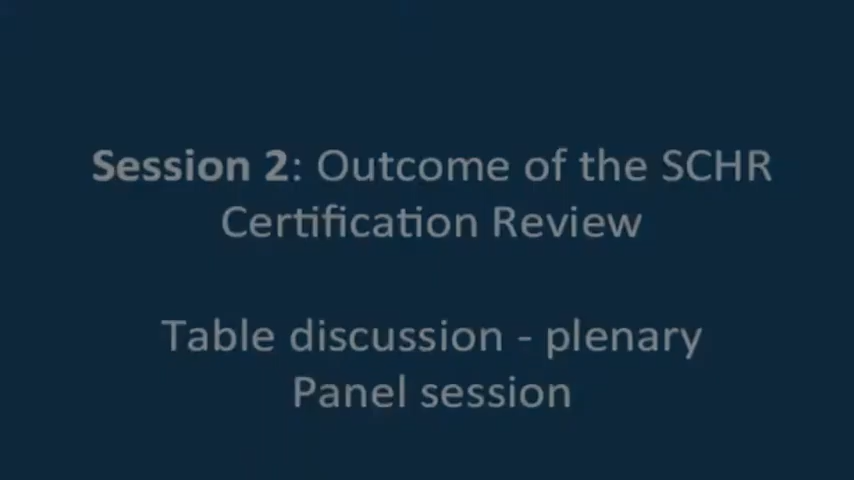 Session 2: Outcome of the SCHR
Certification Review
Table discussion - plenary
Panel session